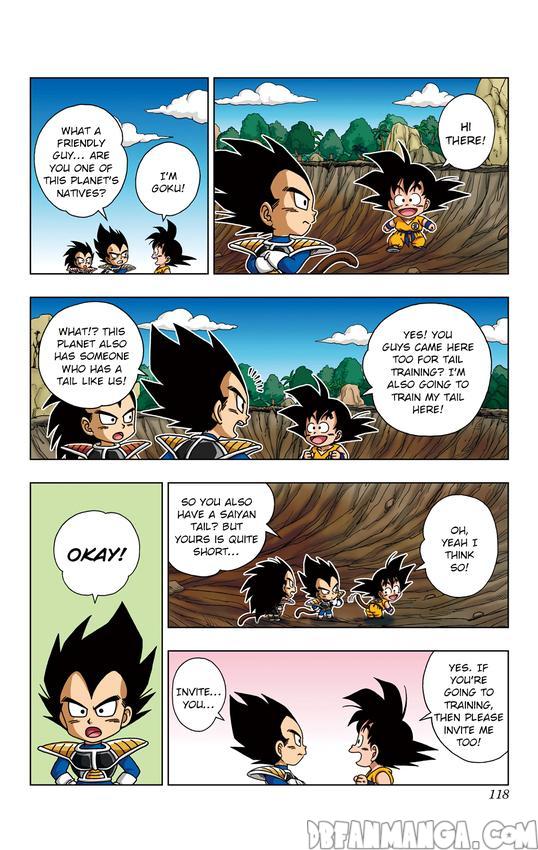 HI
THERE!
I'M
GOKU!
WHAT A
FRIENDLY
GUY... ARE
YOU ONE OF
THIS PLANET'S
NATIVES?
YES! YOU
GUYS CAME
HERE
TOO FOR TAIL
TRAINING? I'M
ALSO GOING TO
TRAIN MY TAIL
HERE!
WHAT!? THIS
PLANET ALSO
HAS SOMEONE
WHO HAS A
TAIL LIKE US!
OH,
YEAH I
THINK
SO!
SO YOU ALSO
HAVE A SAIYAN
TAIL? BUT
YOURS IS QUITE
SHORT...
YES. IF
YOU'RE
GOING TO
TRAINING,
THEN PLEASE
INVITE ME
TOO!
INVITE...
YOU...
OKAY!
118
DBFANMANGA.COM